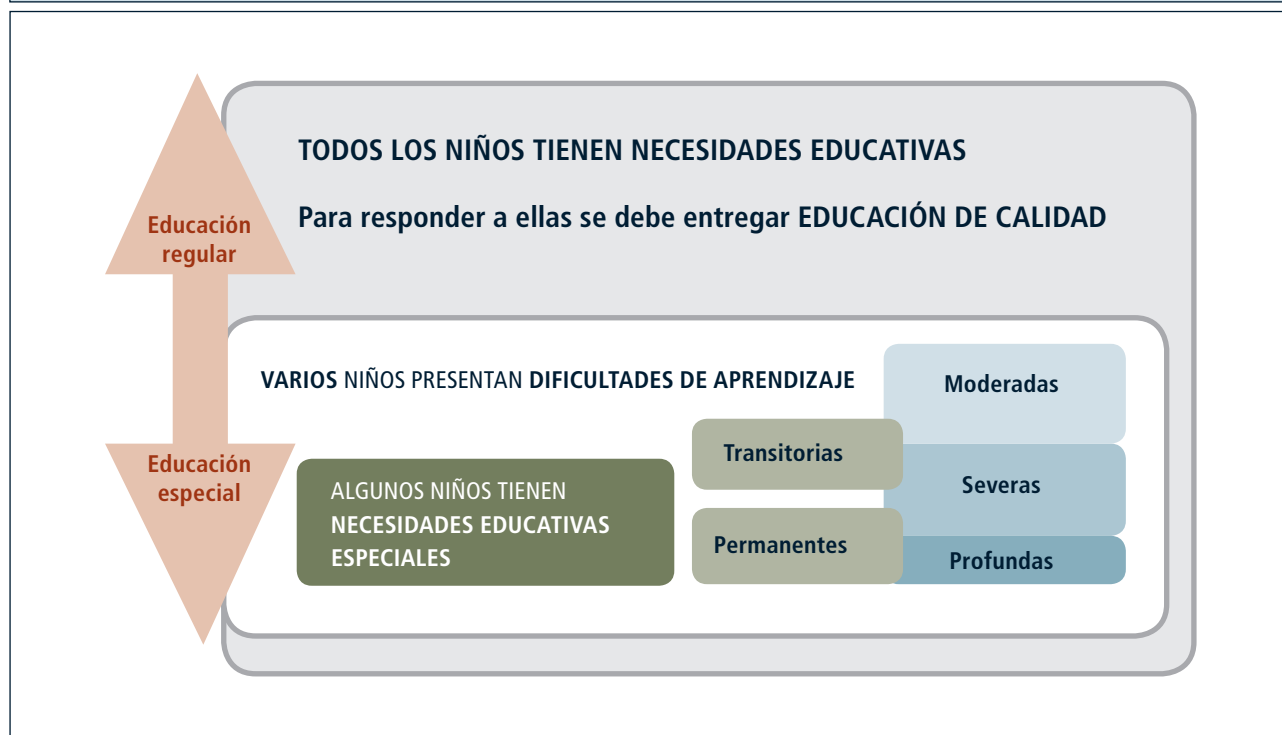 TODOS LOS NIÑOS TIENEN NECESIDADES EDUCATIVAS
Para responder a ellas se debe entregar EDUCACIÓN DE CALIDAD
Educación
regular
VARIOS NIÑOS PRESENTAN DIFICULTADES DE APRENDIZAJE
Moderadas
Transitorias
Severas
Educación
especial
ALGUNOS NIÑOS TIENEN
NECESIDADES EDUCATIVAS
ESPECIALES
Permanentes
Profundas